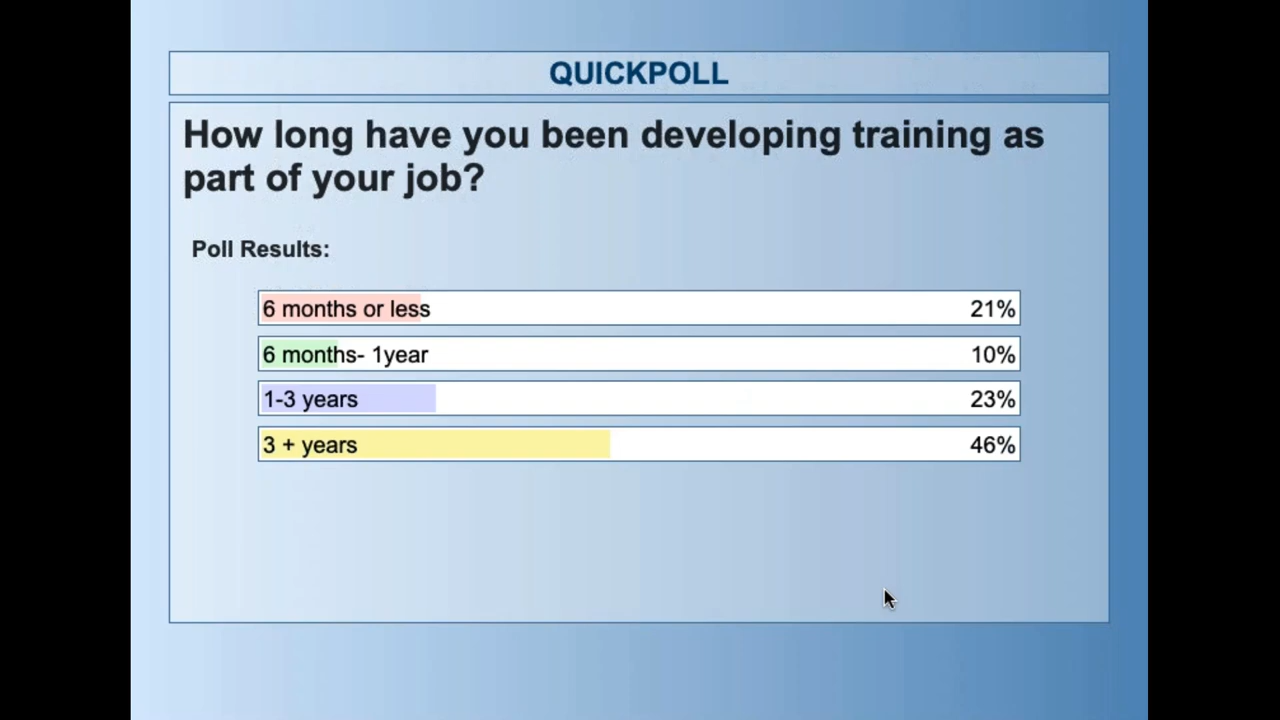 QUICKPOLL
How long have you been developing training as
part of your job?
Poll Results:
6 months or less 21%
6 months- 1year 10%
1-3 years 23%
3 + years 46%